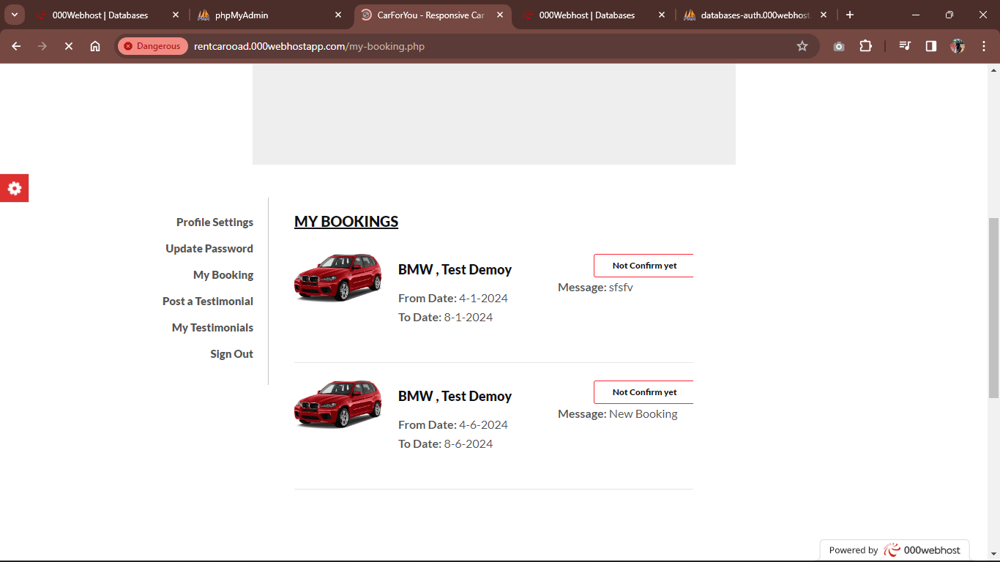 000Webhost | Databases
phpMyAdmin
CarForYou - Responsive Car
000Webhost | Databases
databases-auth.000webhost
Dangerous
rentcarooad.000webhostapp.com/my-booking.php
Profile Settings
Update Password
My Booking
Post a Testimonial
My Testimonials
Sign Out
MY BOOKINGS
BMW , Test Demoy
From Date: 4-1-2024
To Date: 8-1-2024
Not Confirm yet
Message: sfsfv
BMW , Test Demoy
From Date: 4-6-2024
To Date: 8-6-2024
Not Confirm yet
Message: New Booking
Powered by 000webhost